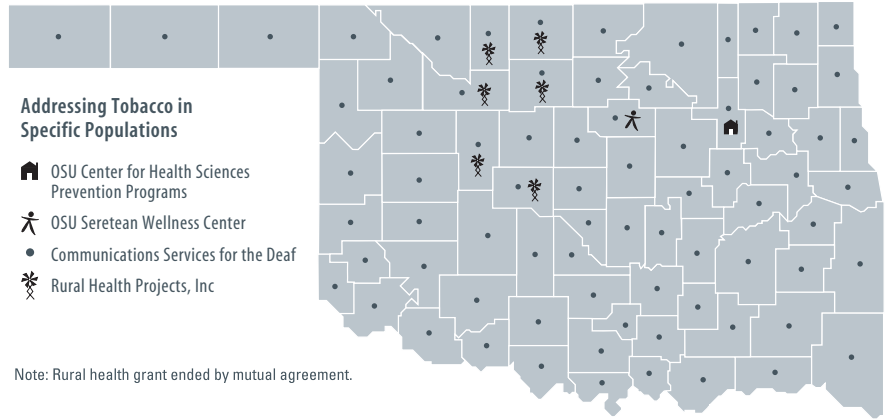 Addressing Tobacco in
Specific Populations
OSU Center for Health Sciences
Prevention Programs
OSU Seretean Wellness Center
Communications Services for the Deaf
Rural Health Projects, Inc
Note: Rural health grant ended by mutual agreement.